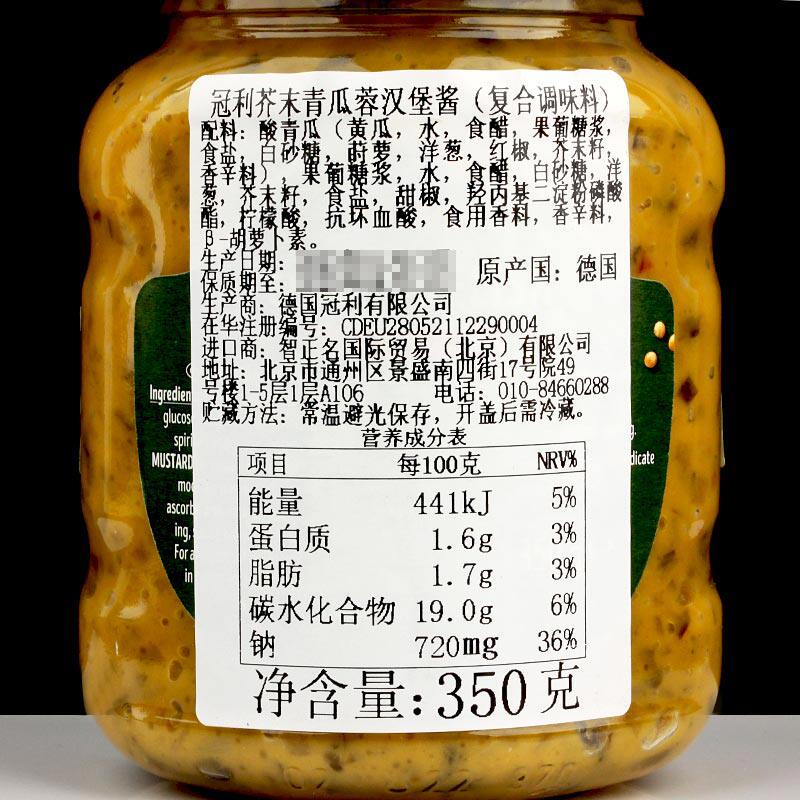 冠利芥末青瓜蓉汉堡酱（复合调味料）
配料：酸青瓜（黄瓜，水，食醋，果葡糖浆，
食盐，白砂糖，莳萝，洋葱，红椒，芥末籽，
香辛料），果葡糖浆，水，食醋，白砂糖，洋
葱，芥末籽，食盐，甜椒，羟丙基二淀粉磷酸
酯，柠檬酸，抗坏血酸，食用香料，香辛料，
β-胡萝卜素。
生产日期：
保质期至：
原产国：德国
生产商：德国冠利有限公司
在华注册编号：CDEU28052112290004
进口商：智正名国际贸易（北京）有限公司
地址：北京市通州区景盛南四街17号院49
号楼1-5层1层A106 电话：010-84660288
贮藏方法：常温避光保存，开盖后需冷藏。
营养成分表
项目 每100克 NRV%
能量 441kJ 5%
蛋白质 1.6g 3%
脂肪 1.7g 3%
碳水化合物 19.0g 6%
钠 720mg 36%
净含量：350克
Ingredien
glucos
spiri
MUSTARD
mo
ascorb
ing,
For a
in
g.
dicate